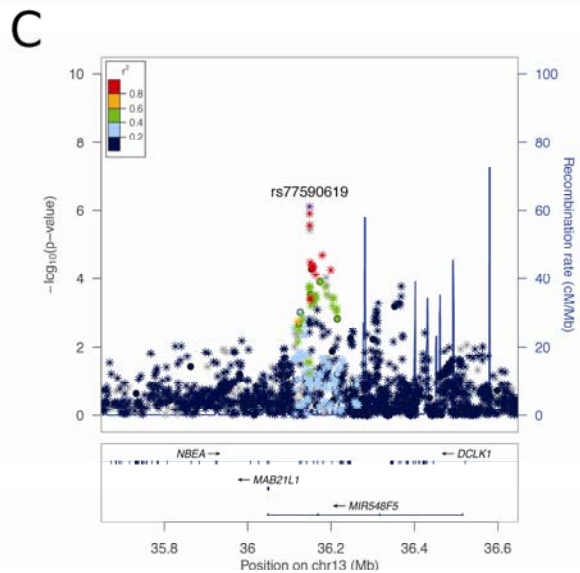 C
r²
0.8
0.6
0.4
0.2
rs77590619
10
8
6
4
2
0
−log₁₀(p−value)
100
80
60
40
20
0
Recombination rate (cM/Mb)
NBEA→
←DCLK1
←MAB21L1
←MIR548F5
35.8 36 36.2 36.4 36.6
Position on chr13 (Mb)